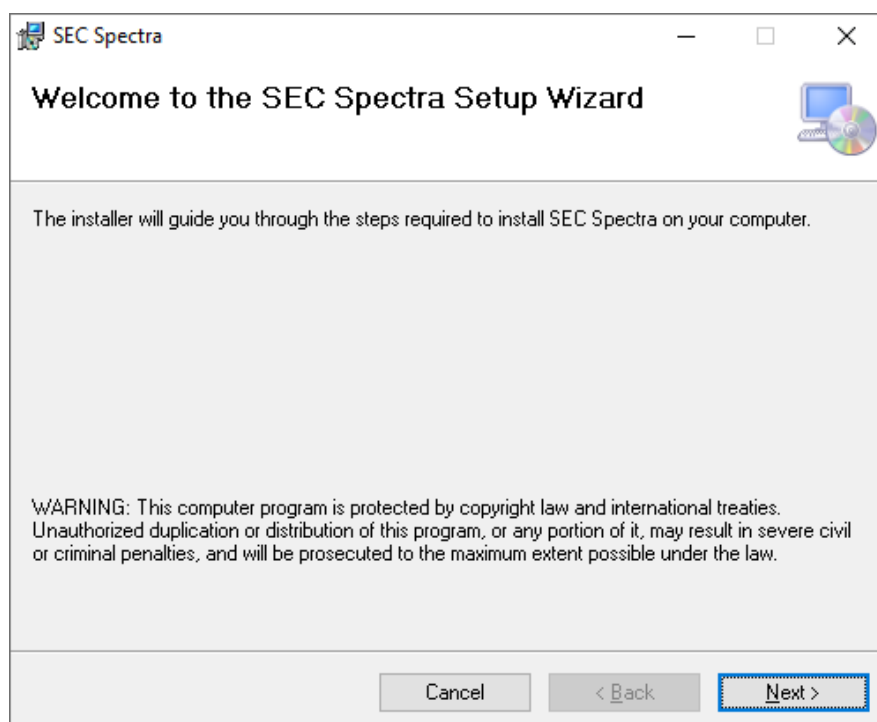 SEC Spectra
Welcome to the SEC Spectra Setup Wizard
The installer will guide you through the steps required to install SEC Spectra on your computer.
WARNING: This computer program is protected by copyright law and international treaties.
Unauthorized duplication or distribution of this program, or any portion of it, may result in severe civil
or criminal penalties, and will be prosecuted to the maximum extent possible under the law.
Cancel
< Back
Next >